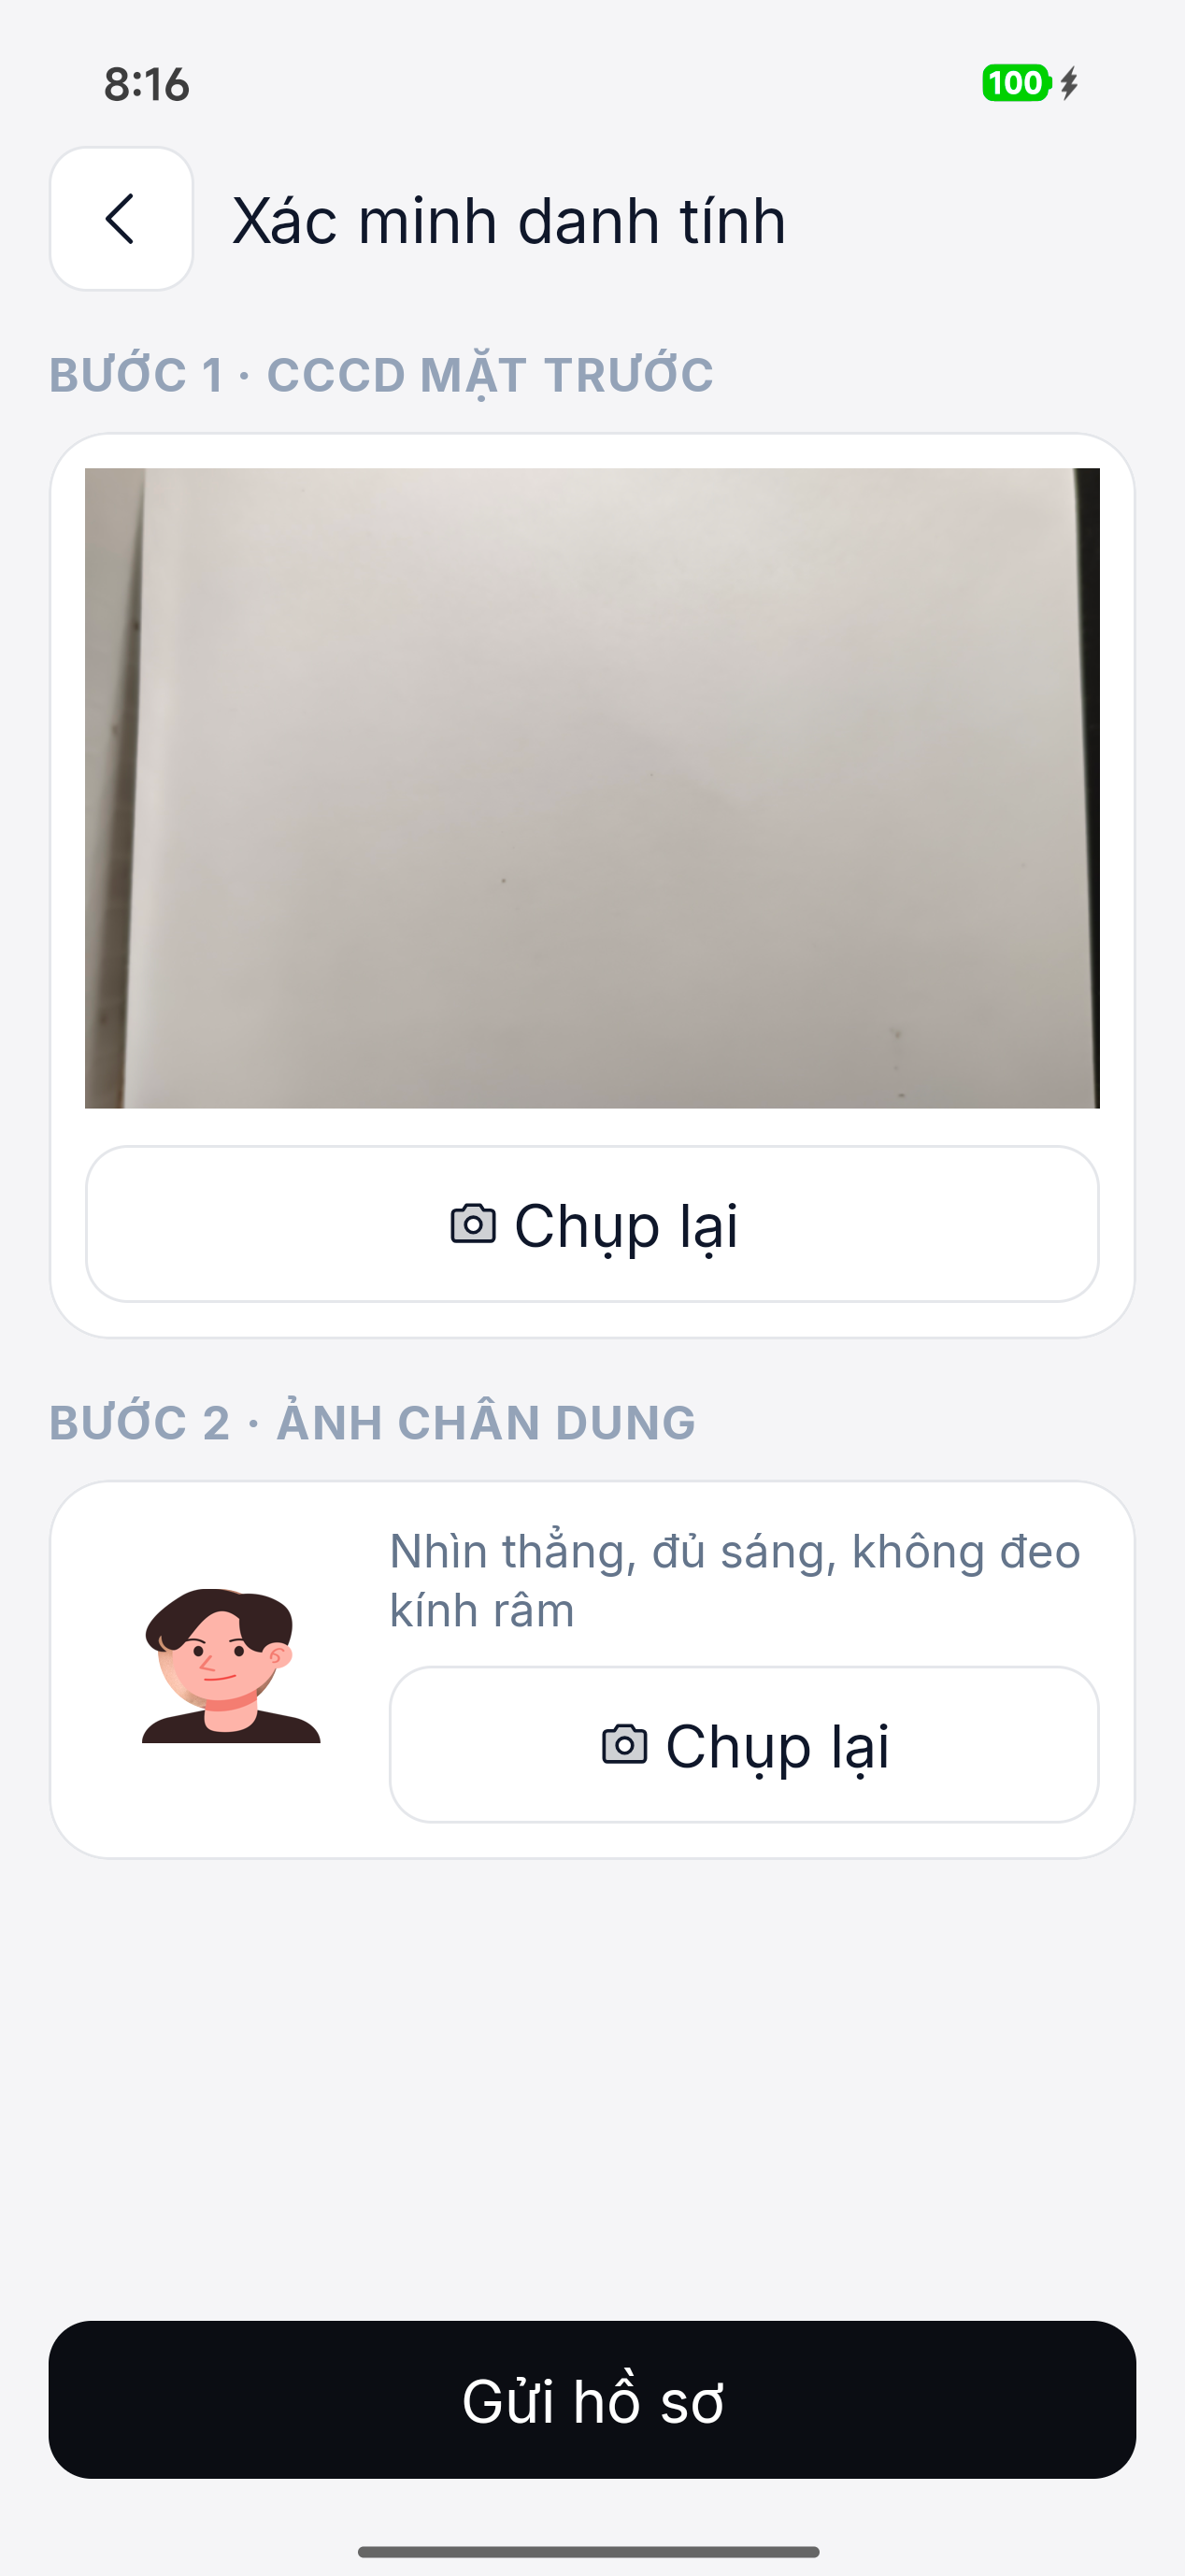 8:16
100
Xác minh danh tính
BƯỚC 1 · CCCD MẶT TRƯỚC
Chụp lại
BƯỚC 2 · ẢNH CHÂN DUNG
Nhìn thẳng, đủ sáng, không đeo
kính râm
Chụp lại
Gửi hồ sơ